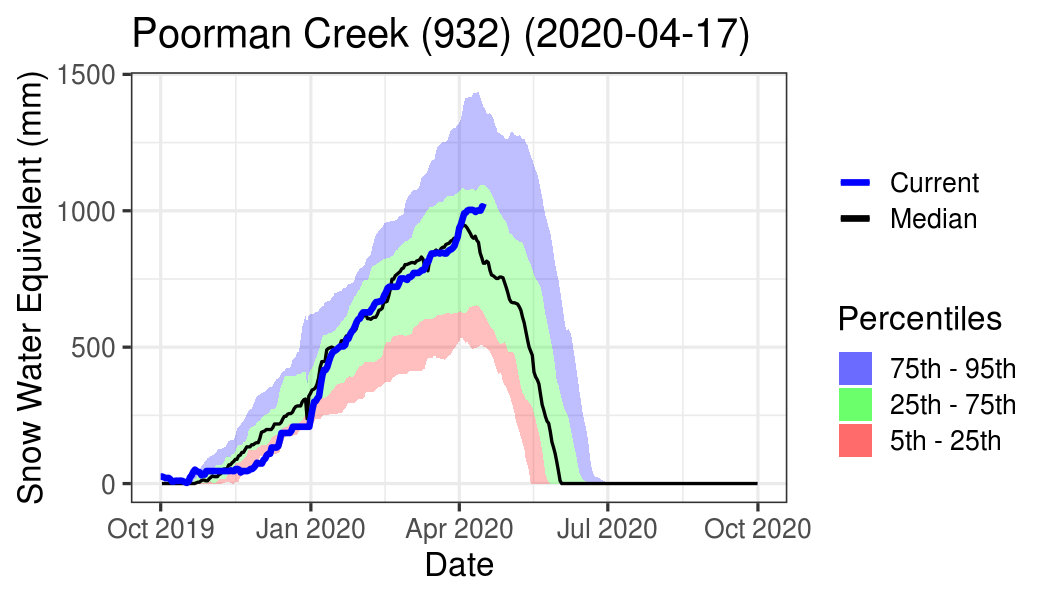 Poorman Creek (932) (2020-04-17)
Snow Water Equivalent (mm)
1500
1000
500
0
Oct 2019
Jan 2020
Apr 2020
Jul 2020
Oct 2020
Date
Current
Median
Percentiles
75th - 95th
25th - 75th
5th - 25th